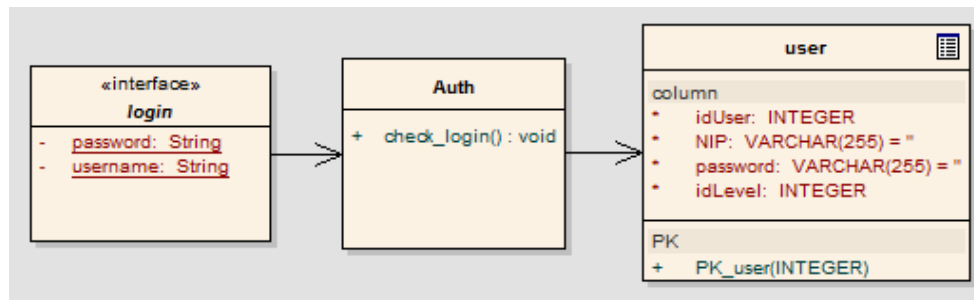 «interface»
login
- password: String
- username: String
Auth
+ check_login() : void
user
column
* idUser: INTEGER
* NIP: VARCHAR(255) = ''
* password: VARCHAR(255) = ''
* idLevel: INTEGER
PK
+ PK_user(INTEGER)